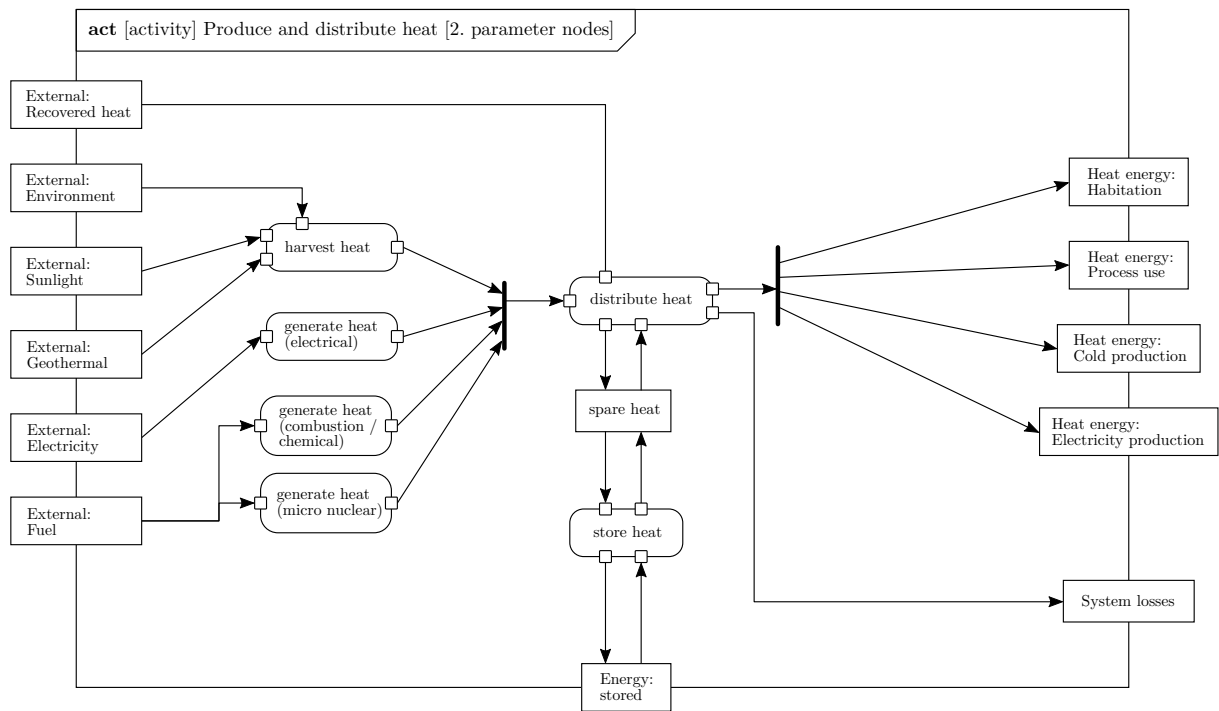 act [activity] Produce and distribute heat [2. parameter nodes]
External:
Recovered heat
External:
Environment
External:
Sunlight
External:
Geothermal
External:
Electricity
External:
Fuel
harvest heat
generate heat
(electrical)
generate heat
(combustion /
chemical)
generate heat
(micro nuclear)
distribute heat
spare heat
store heat
Energy:
stored
Heat energy:
Habitation
Heat energy:
Process use
Heat energy:
Cold production
Heat energy:
Electricity production
System losses